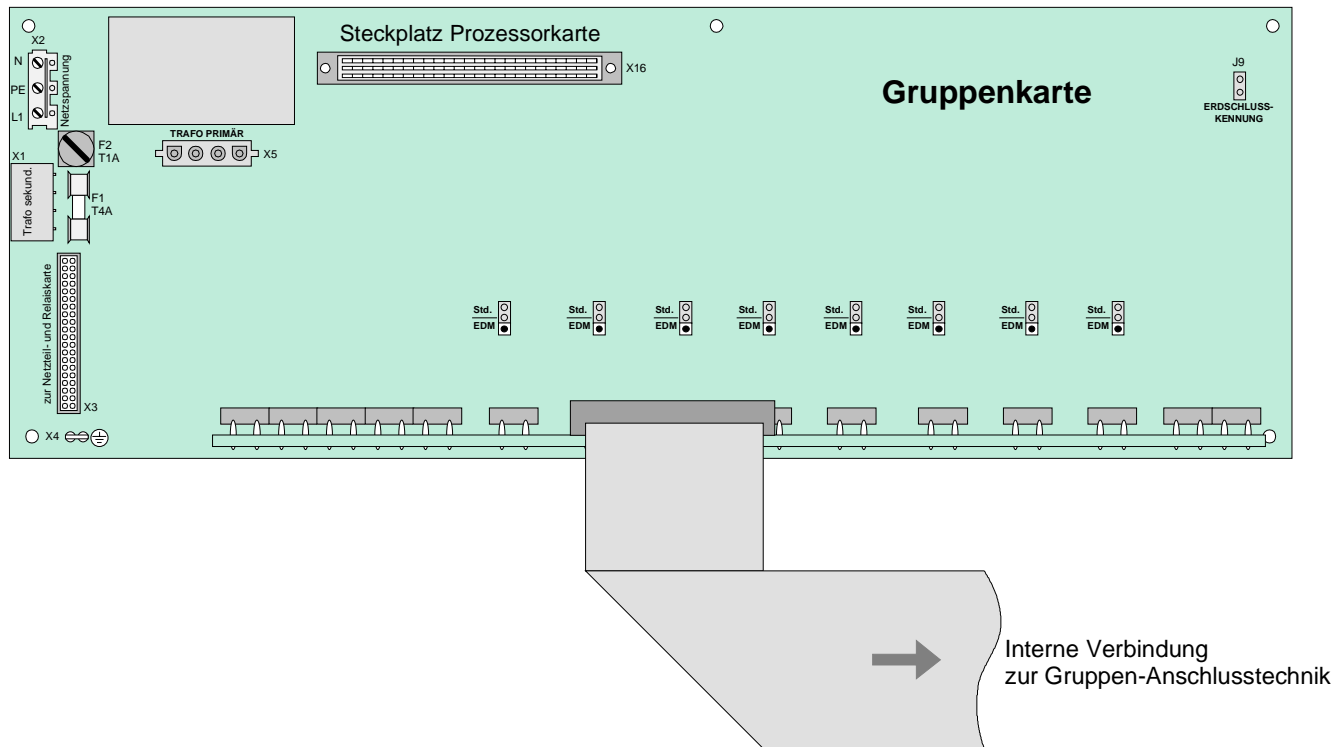 Steckplatz Prozessorkarte
X16
Gruppenkarte
J9
ERDSCHLUSS-
KENNUNG
X2
N
PE
L1
Netzspannung
TRAFO PRIMÄR
X5
F2
T1A
X1
Trafo sekund.
F1
T4A
zur Netzteil- und Relaiskarte
X3
X4
Std.
EDM
Std.
EDM
Std.
EDM
Std.
EDM
Std.
EDM
Std.
EDM
Std.
EDM
Std.
EDM
Interne Verbindung
zur Gruppen-Anschlusstechnik